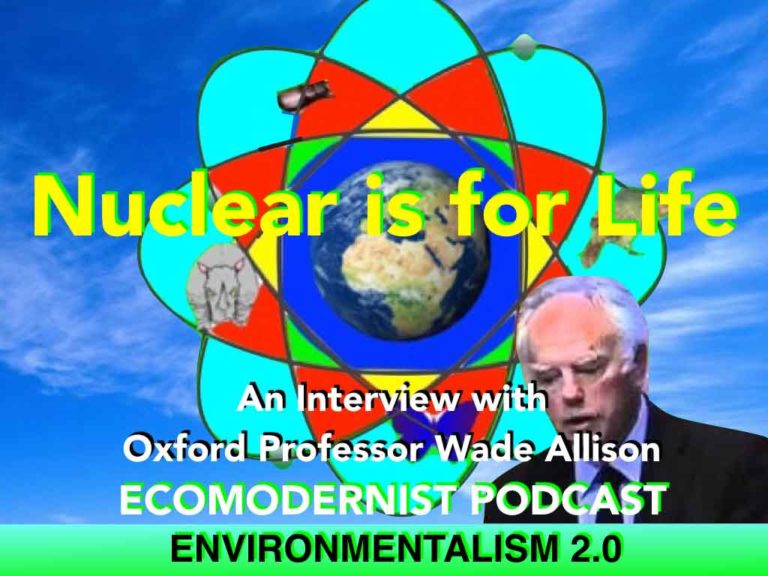 Nuclear is for Life
An Interview with
Oxford Professor Wade Allison
ECOMODERNIST PODCAST
ENVIRONMENTALISM 2.0